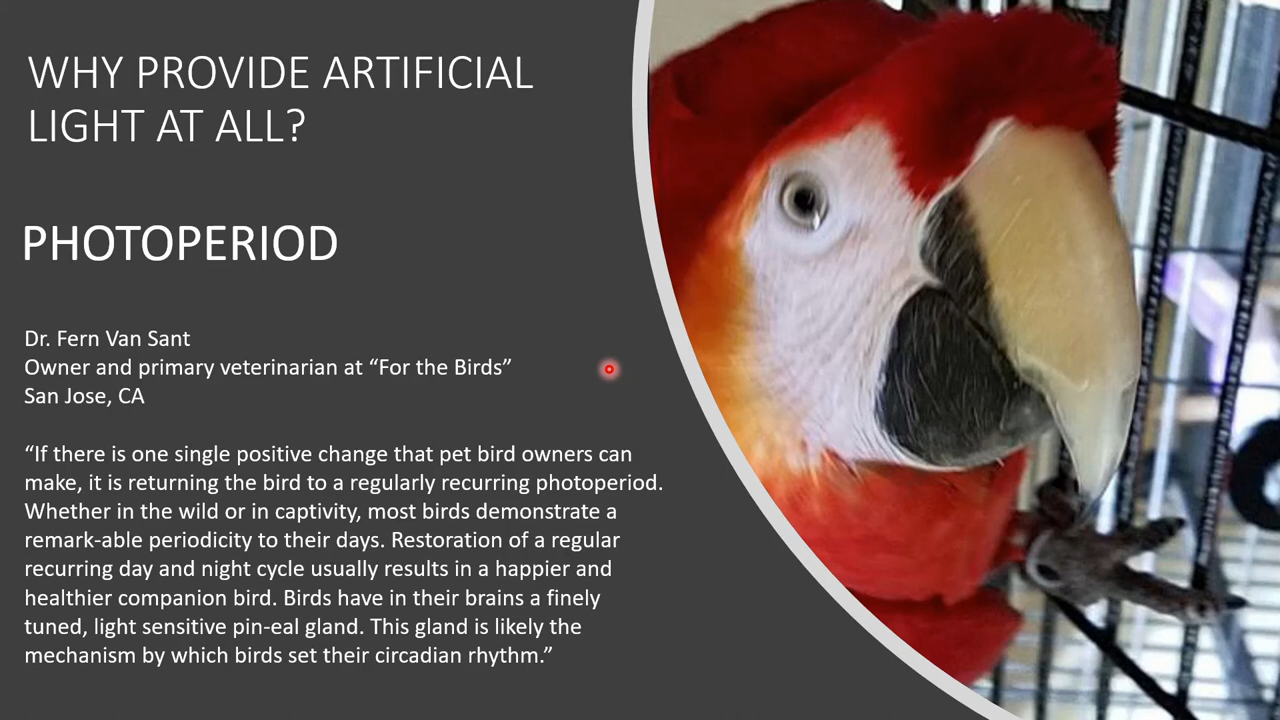 WHY PROVIDE ARTIFICIAL
LIGHT AT ALL?
PHOTOPERIOD
Dr. Fern Van Sant
Owner and primary veterinarian at “For the Birds”
San Jose, CA
“If there is one single positive change that pet bird owners can
make, it is returning the bird to a regularly recurring photoperiod.
Whether in the wild or in captivity, most birds demonstrate a
remark-able periodicity to their days. Restoration of a regular
recurring day and night cycle usually results in a happier and
healthier companion bird. Birds have in their brains a finely
tuned, light sensitive pin-eal gland. This gland is likely the
mechanism by which birds set their circadian rhythm.”